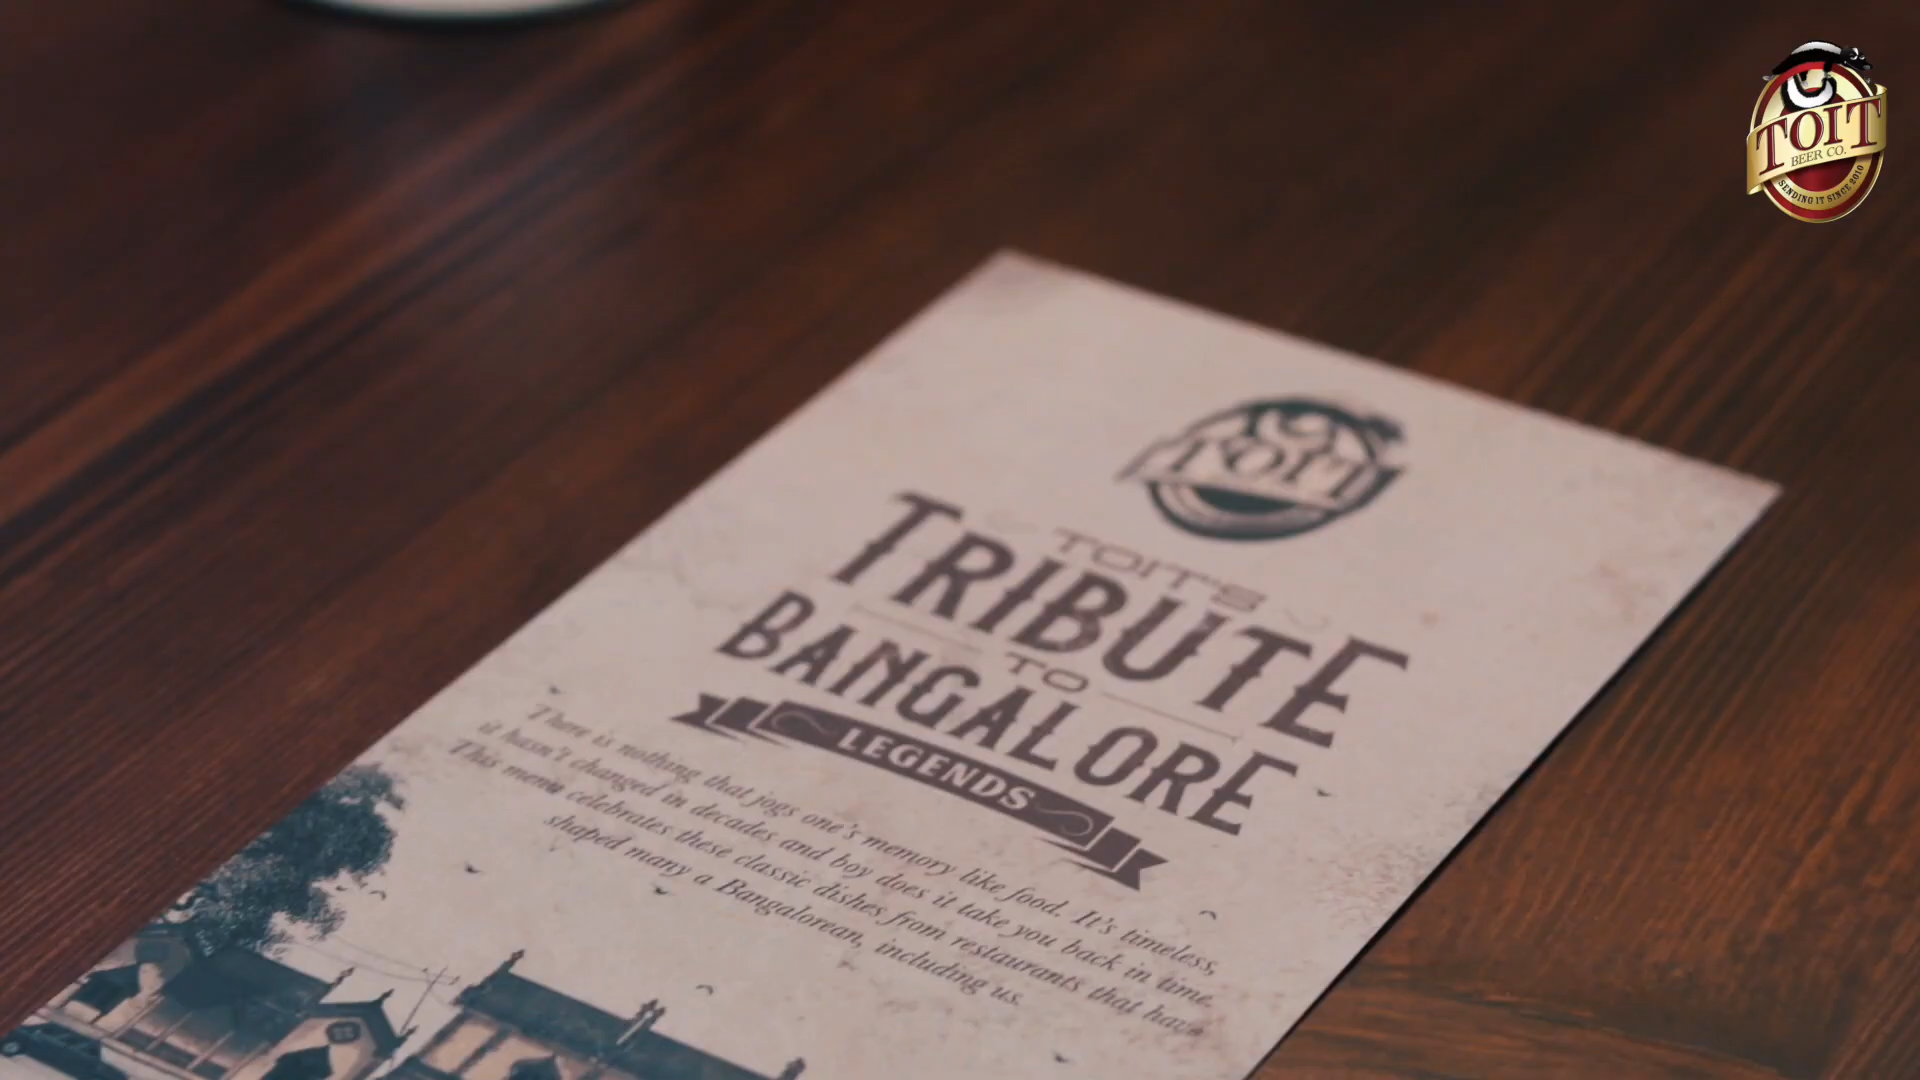 TOIT
BEER CO.
SENDING IT SINCE 2010
TOIT
TOIT'S
TRIBUTE
TO
BANGALORE
LEGENDS
There is nothing that jogs one's memory like food. It's timeless,
it hasn't changed in decades and boy does it take you back in time.
This menu celebrates these classic dishes from restaurants that have
shaped many a Bangalorean, including us.